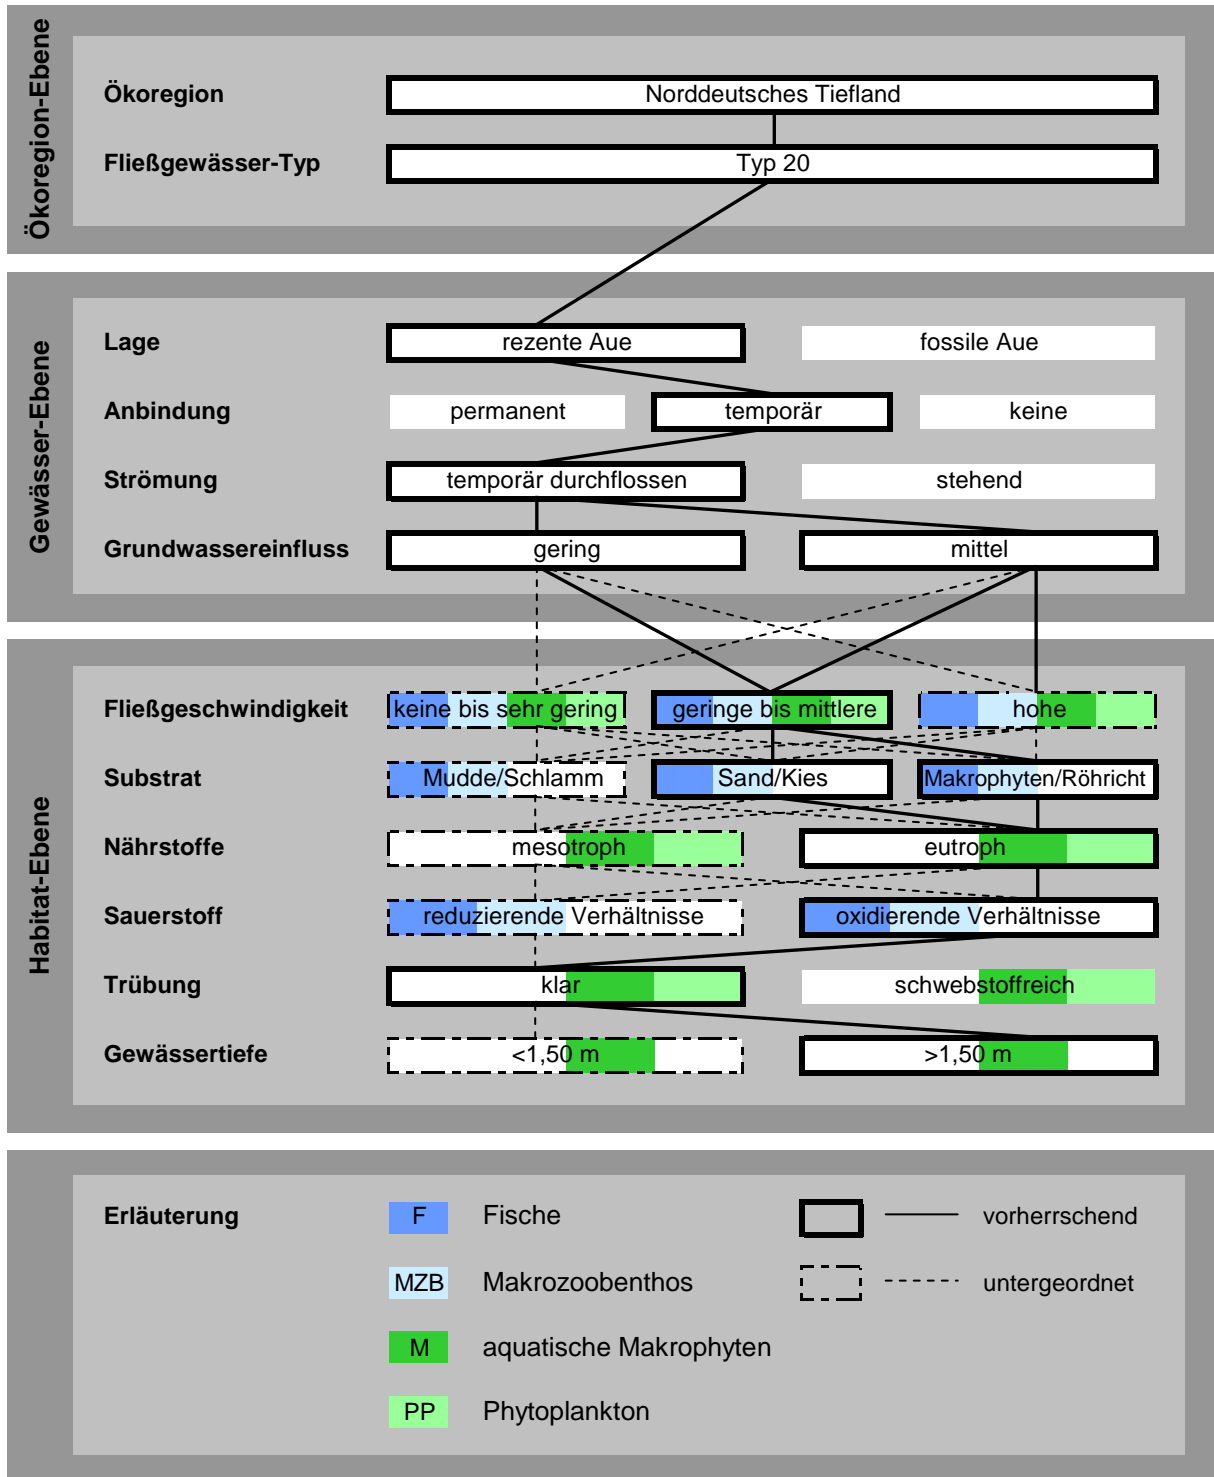 Ökoregion-Ebene
Ökoregion
Norddeutsches Tiefland
Fließgewässer-Typ
Typ 20
Gewässer-Ebene
Lage
rezente Aue
fossile Aue
Anbindung
permanent
temporär
keine
Strömung
temporär durchflossen
stehend
Grundwassereinfluss
gering
mittel
Habitat-Ebene
Fließgeschwindigkeit
keine bis sehr gering
geringe bis mittlere
hohe
Substrat
Mudde/Schlamm
Sand/Kies
Makrophyten/Röhricht
Nährstoffe
mesotroph
eutroph
Sauerstoff
reduzierende Verhältnisse
oxidierende Verhältnisse
Trübung
klar
schwebstoffreich
Gewässertiefe
<1,50 m
>1,50 m
Erläuterung
F
Fische
vorherrschend
MZB
Makrozoobenthos
untergeordnet
M
aquatische Makrophyten
PP
Phytoplankton